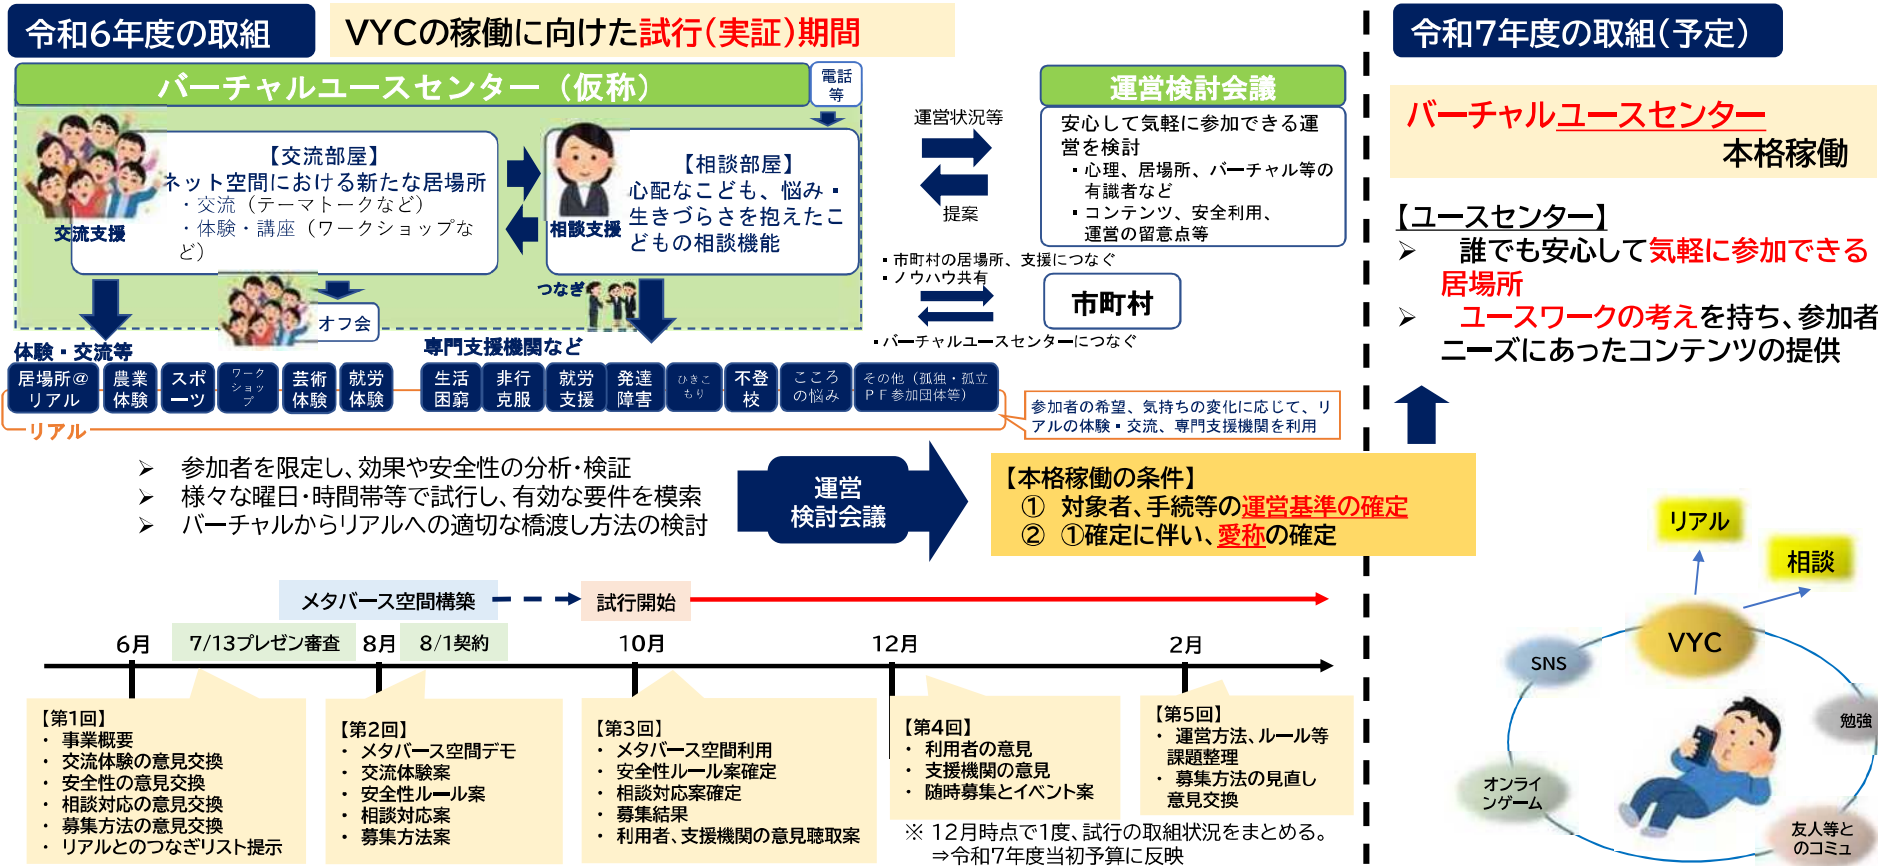 令和6年度の取組
VYCの稼働に向けた試行（実証）期間
バーチャルユースセンター（仮称）
電話
等
【交流部屋】
ネット空間における新たな居場所
・交流（テーマトークなど）
・体験・講座（ワークショップな
ど）
交流支援
【相談部屋】
心配なこども、悩み・
生きづらさを抱えたこ
どもの相談機能
相談支援
オフ会
つなぎ
運営状況等
提案
運営検討会議
安心して気軽に参加できる運
営を検討
▪心理、居場所、バーチャル等の
有識者など
▪コンテンツ、安全利用、
運営の留意点等
▪市町村の居場所、支援につなぐ
▪ノウハウ共有
市町村
▪バーチャルユースセンターにつなぐ
体験・交流等
居場所@
リアル
農業
体験
スポ
ーツ
ワーク
ショッ
プ
芸術
体験
就労
体験
専門支援機関など
生活
困窮
非行
克服
就労
支援
発達
障害
ひきこ
もり
不登
校
こころ
の悩み
その他（孤独・孤立
ＰＦ参加団体等）
リアル
参加者の希望、気持ちの変化に応じて、リ
アルの体験・交流、専門支援機関を利用
➢ 参加者を限定し、効果や安全性の分析・検証
➢ 様々な曜日・時間帯等で試行し、有効な要件を模索
➢ バーチャルからリアルへの適切な橋渡し方法の検討
運営
検討会議
【本格稼働の条件】
① 対象者、手続等の運営基準の確定
② ①確定に伴い、愛称の確定
メタバース空間構築
試行開始
6月
7/13プレゼン審査
8月
8/1契約
10月
12月
2月
【第1回】
・ 事業概要
・ 交流体験の意見交換
・ 安全性の意見交換
・ 相談対応の意見交換
・ 募集方法の意見交換
・ リアルとのつなぎリスト提示
【第2回】
・ メタバース空間デモ
・ 交流体験案
・ 安全性ルール案
・ 相談対応案
・ 募集方法案
【第3回】
・ メタバース空間利用
・ 安全性ルール案確定
・ 相談対応案確定
・ 募集結果
・ 利用者、支援機関の意見聴取案
【第4回】
・ 利用者の意見
・ 支援機関の意見
・ 随時募集とイベント案
【第5回】
・ 運営方法、ルール等
課題整理
・ 募集方法の見直し
意見交換
※ 12月時点で1度、試行の取組状況をまとめる。
⇒令和7年度当初予算に反映
令和7年度の取組（予定）
バーチャルユースセンター
本格稼働
【ユースセンター】
➢ 誰でも安心して気軽に参加できる
居場所
➢ ユースワークの考えを持ち、参加者
ニーズにあったコンテンツの提供
リアル
相談
VYC
SNS
勉強
オンライ
ンゲーム
友人等と
のコミュ